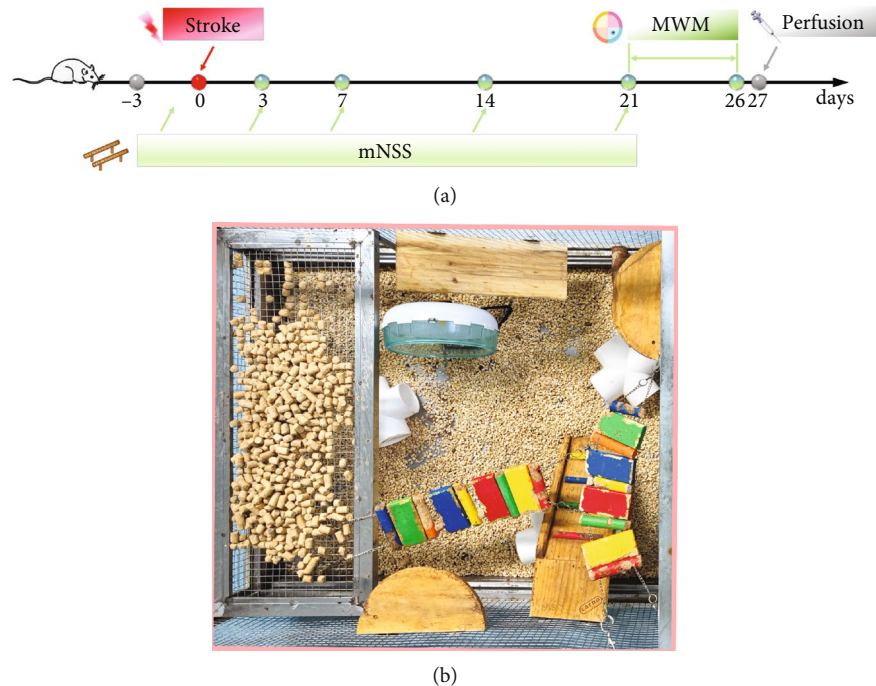 Stroke
MWM
Perfusion
–3
0
3
7
14
21
26
27
days
mNSS
(a)
(b)